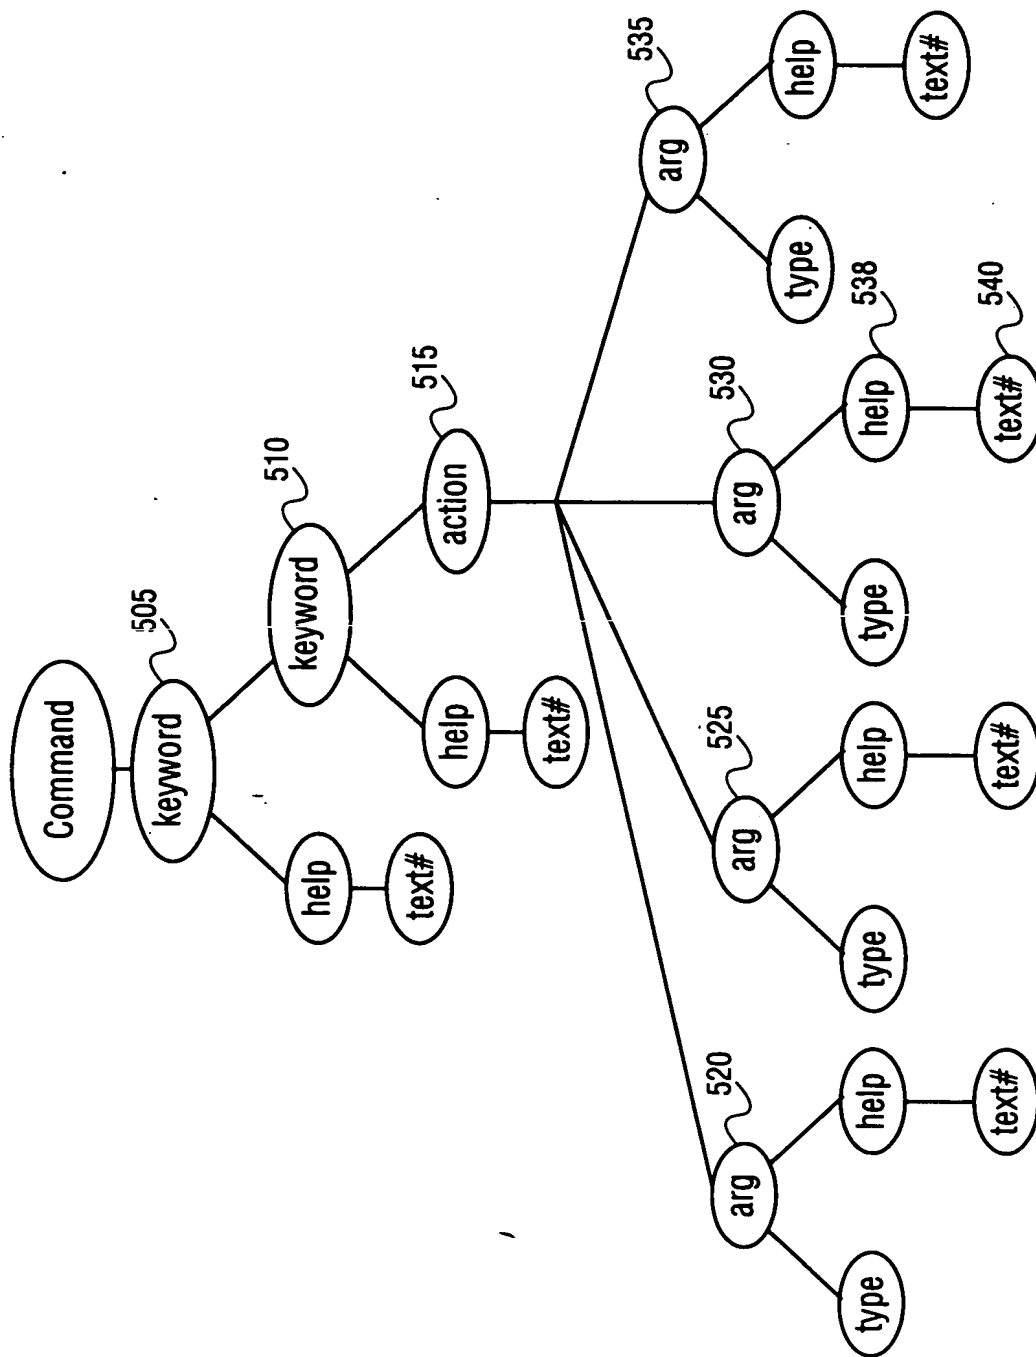 Command
keyword
505
help
text#
keyword
510
help
text#
action
515
arg
520
type
help
text#
arg
525
type
help
text#
arg
530
type
help
538
text#
540
arg
535
type
help
text#